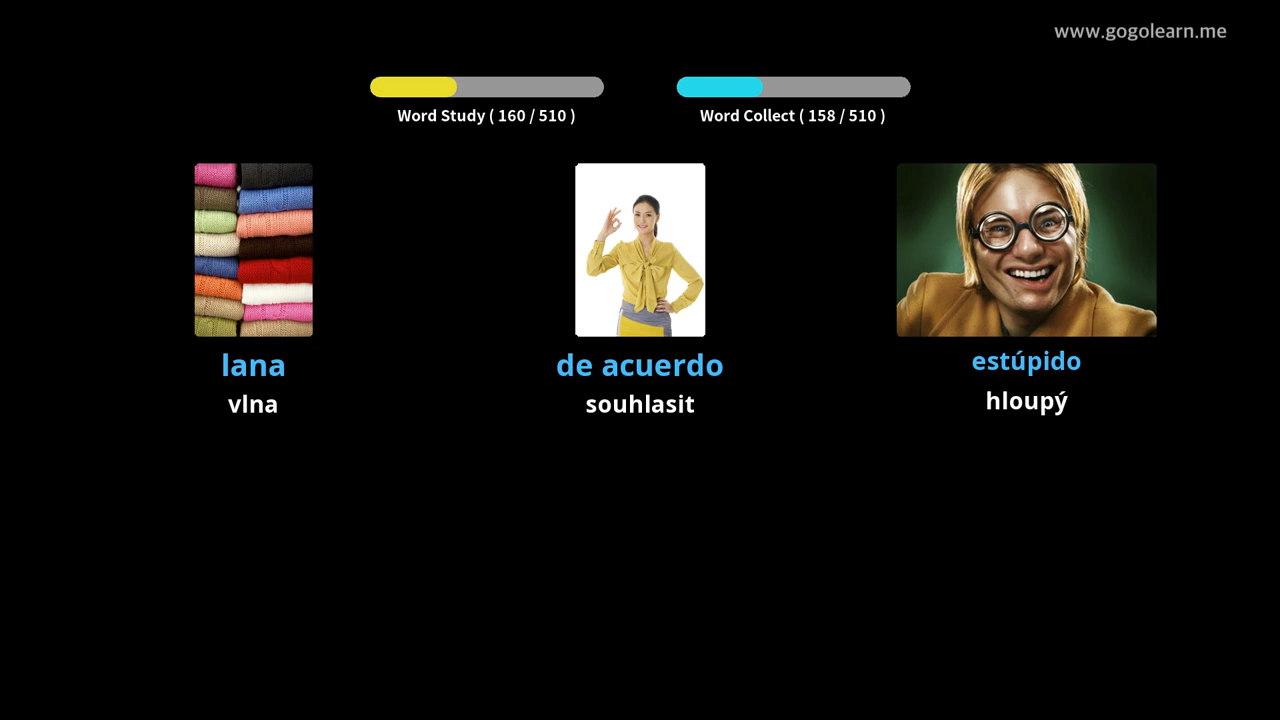 www.gogolearn.me
Word Study ( 160 / 510 )
Word Collect ( 158 / 510 )
lana
vlna
de acuerdo
souhlasit
estúpido
hloupý